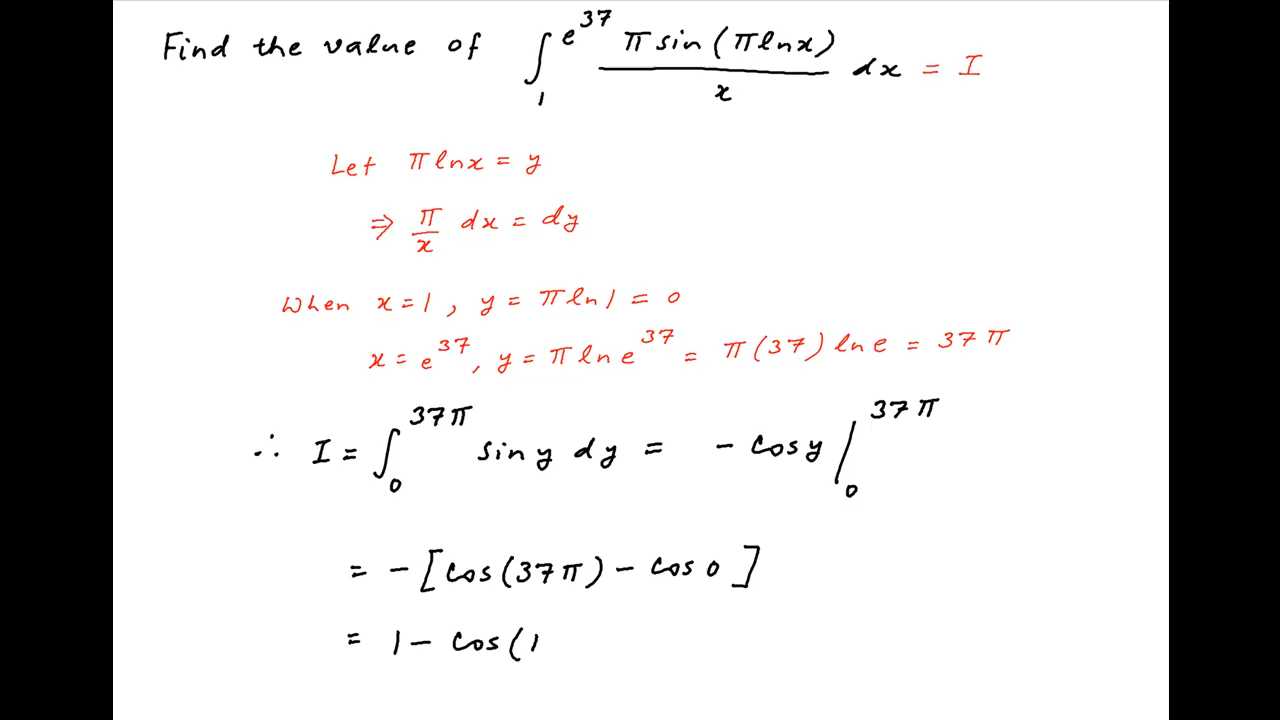 Find the value of ∫₁^(e^37) π sin(π ln x)/x dx = I
Let π ln x = y
⇒ π/x dx = dy
When x = 1, y = π ln 1 = 0
x = e^37, y = π ln e^37 = π(37) ln e = 37π
∴ I = ∫₀^(37π) sin y dy = - cos y |₀^(37π)
= - [cos(37π) - cos 0]
= 1 - cos(1